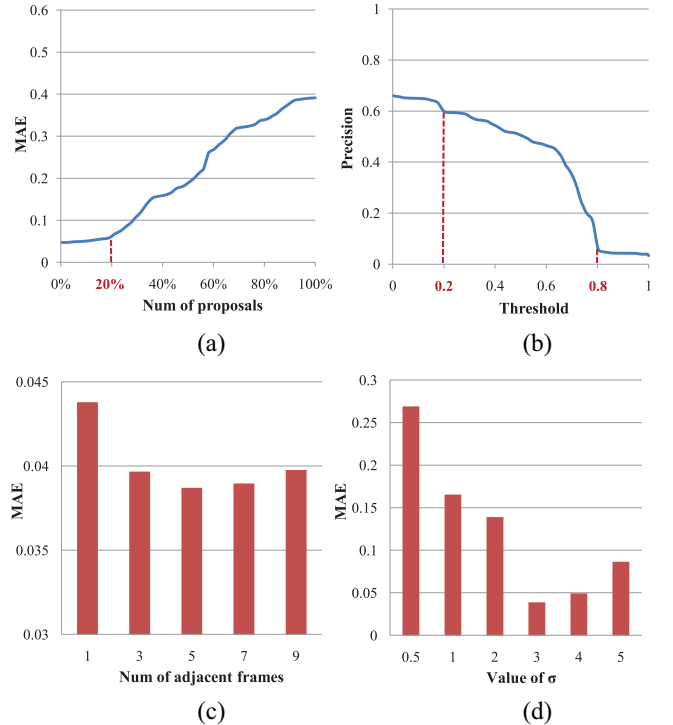 0.6
0.5
0.4
0.3
0.2
0.1
0
MAE
0% 20% 40% 60% 80% 100%
Num of proposals
(a)
1
0.8
0.6
0.4
0.2
0
Precision
0 0.2 0.4 0.6 0.8 1
Threshold
(b)
0.045
0.04
0.035
0.03
MAE
1 3 5 7 9
Num of adjacent frames
(c)
0.3
0.25
0.2
0.15
0.1
0.05
0
MAE
0.5 1 2 3 4 5
Value of σ
(d)